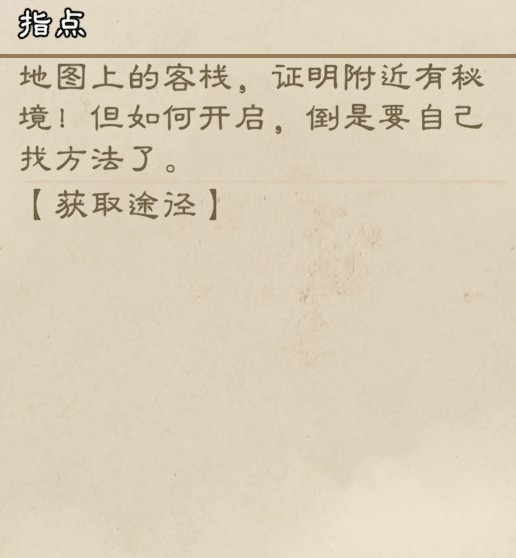 指点
地图上的客栈，证明附近有秘
境！但如何开启，倒是要自己
找方法了。
【获取途径】